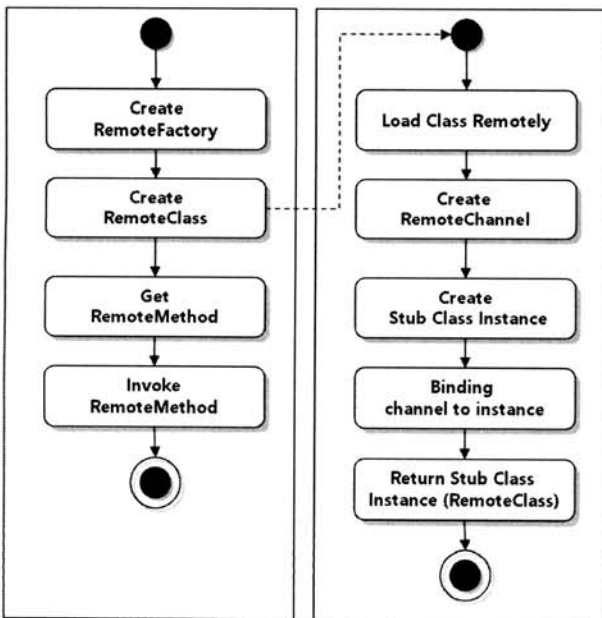 Create
RemoteFactory
Create
RemoteClass
Get
RemoteMethod
Invoke
RemoteMethod
Load Class Remotely
Create
RemoteChannel
Create
Stub Class Instance
Binding
channel to instance
Return Stub Class
Instance (RemoteClass)